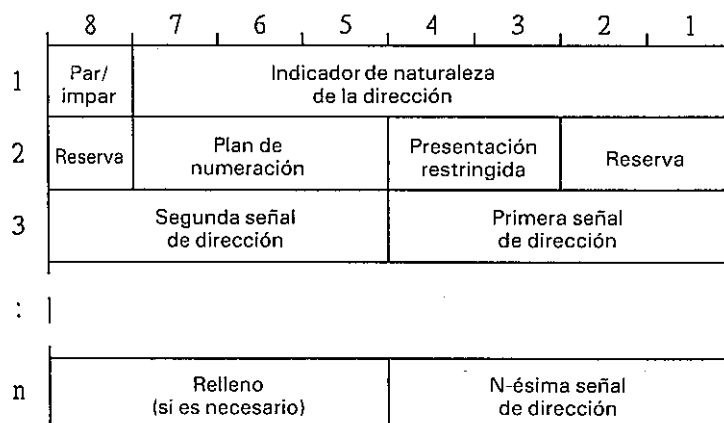 8 7 6 5 4 3 2 1
1 Par/ Indicador de naturaleza
impar de la dirección
2 Reserva Plan de Presentación Reserva
numeración restringida
3 Segunda señal Primera señal
de dirección de dirección
:
n Relleno N-ésima señal
(si es necesario) de dirección